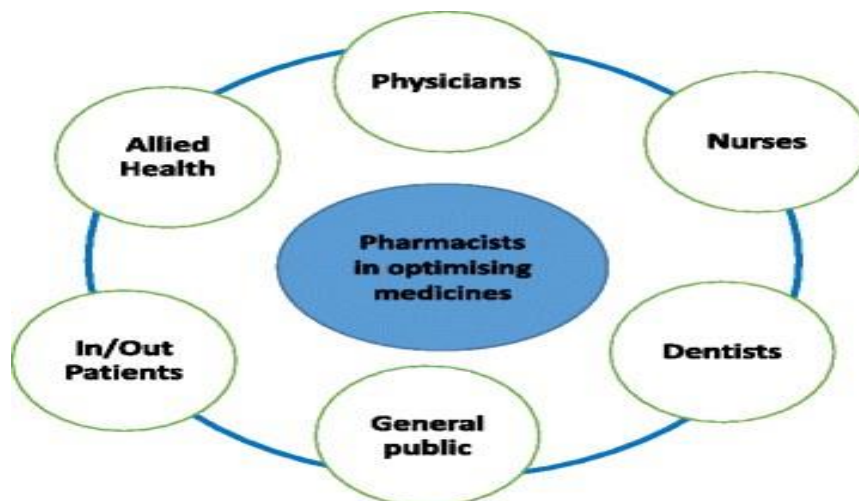 Physicians
Nurses
Allied
Health
Pharmacists
in optimising
medicines
In/Out
Patients
Dentists
General
public